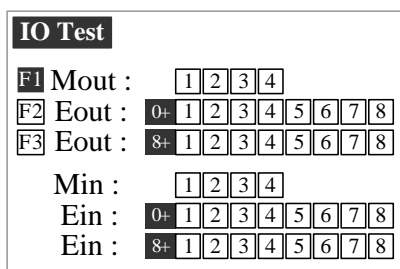 IO Test
F1 Mout : 1 2 3 4
F2 Eout : 0+ 1 2 3 4 5 6 7 8
F3 Eout : 8+ 1 2 3 4 5 6 7 8
Min : 1 2 3 4
Ein : 0+ 1 2 3 4 5 6 7 8
Ein : 8+ 1 2 3 4 5 6 7 8